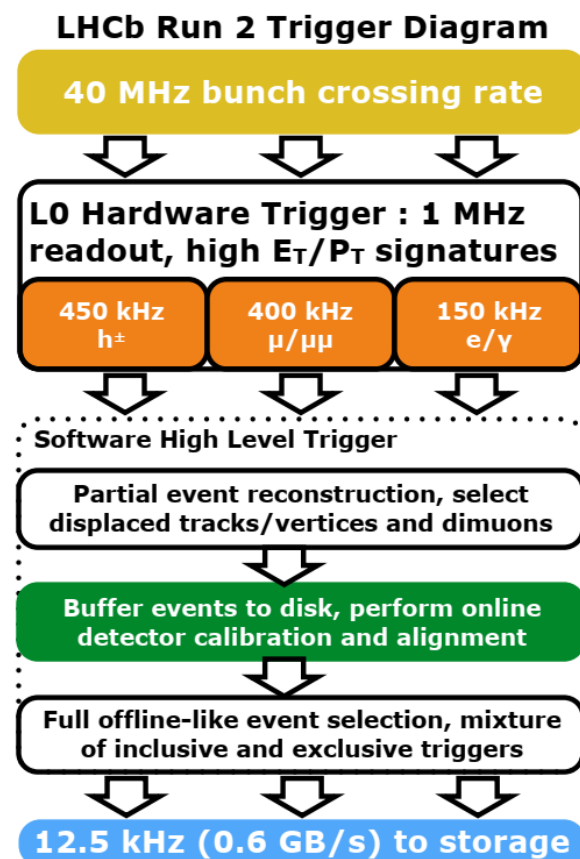 LHCb Run 2 Trigger Diagram
40 MHz bunch crossing rate
L0 Hardware Trigger : 1 MHz
readout, high E_T/P_T signatures
450 kHz
h±
400 kHz
μ/μμ
150 kHz
e/γ
Software High Level Trigger
Partial event reconstruction, select
displaced tracks/vertices and dimuons
Buffer events to disk, perform online
detector calibration and alignment
Full offline-like event selection, mixture
of inclusive and exclusive triggers
12.5 kHz (0.6 GB/s) to storage